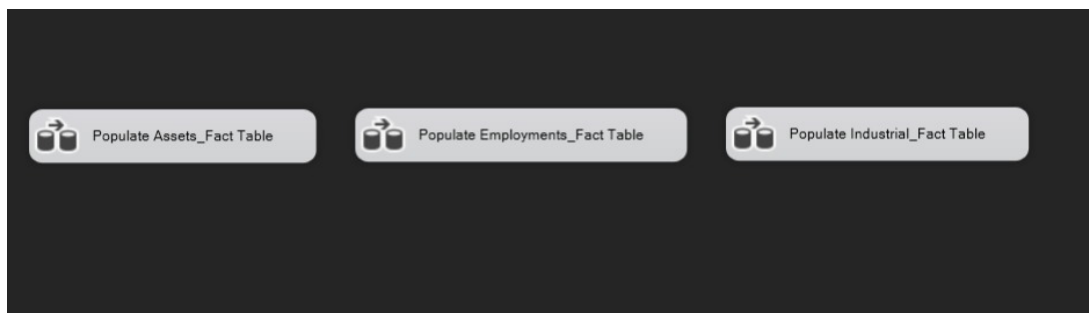 Populate Assets_Fact Table
Populate Employments_Fact Table
Populate Industrial_Fact Table